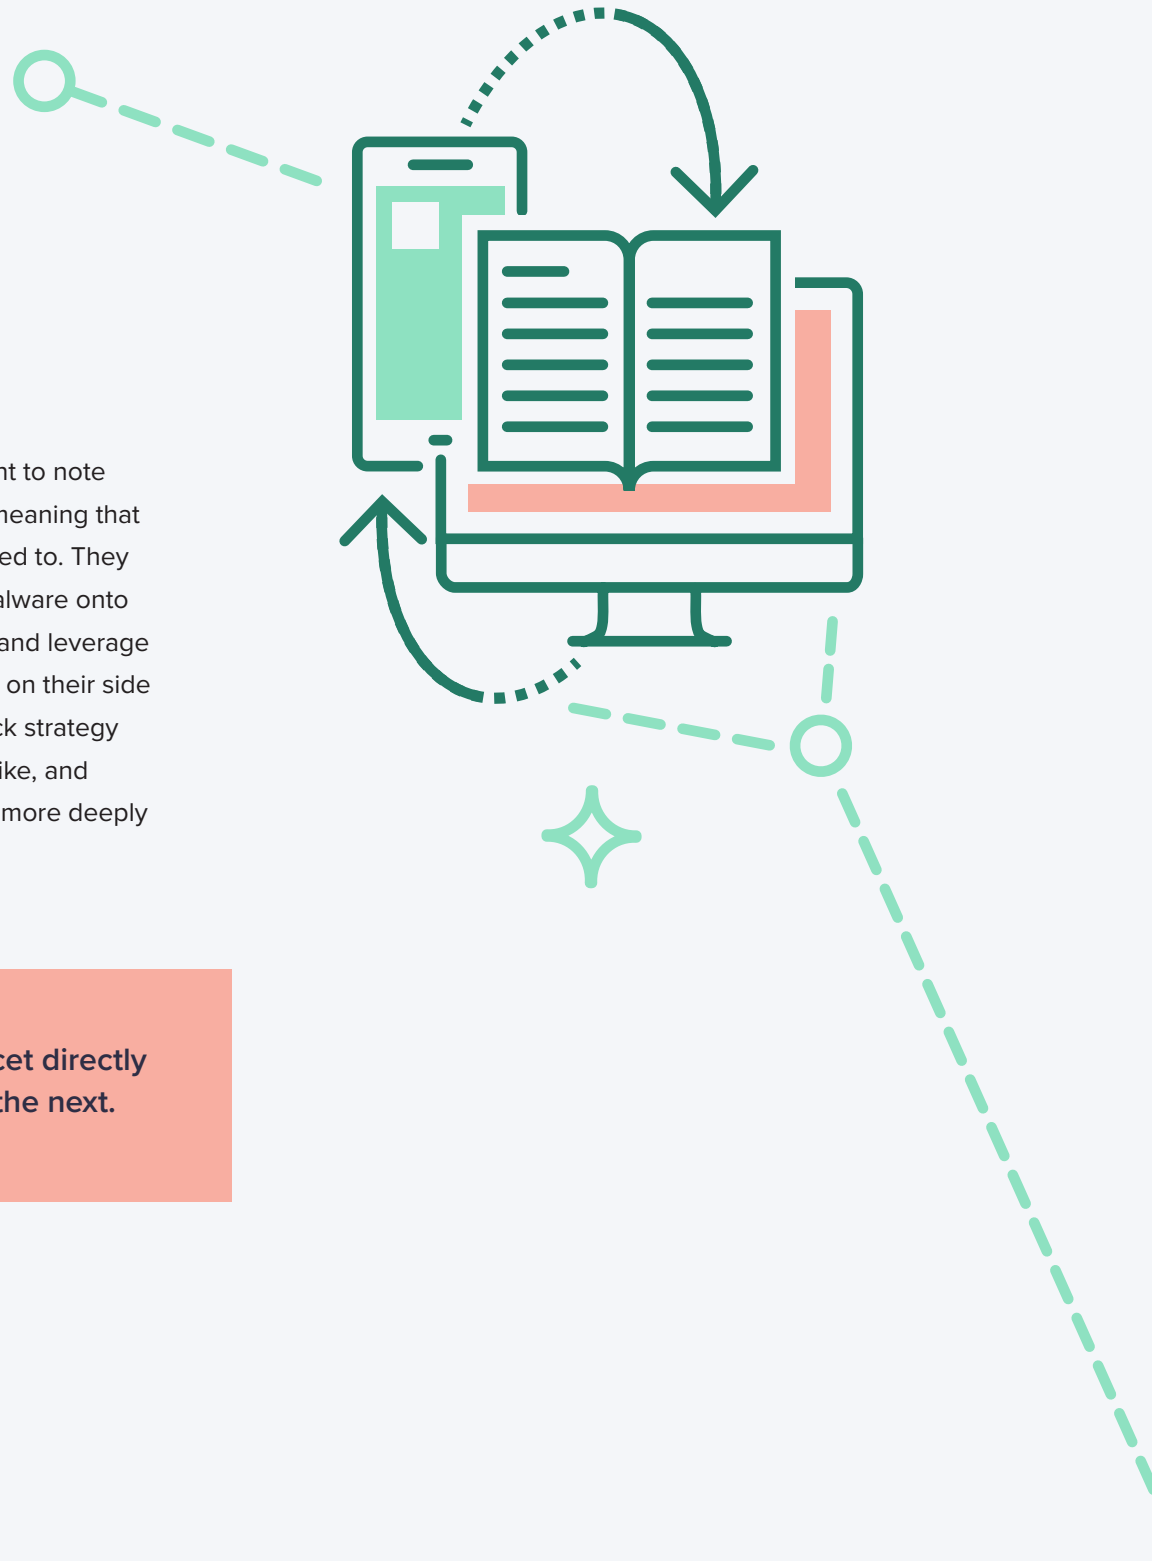 nt to note
meaning that
ed to. They
alware onto
and leverage
on their side
ck strategy
ike, and
more deeply
cet directly
the next.